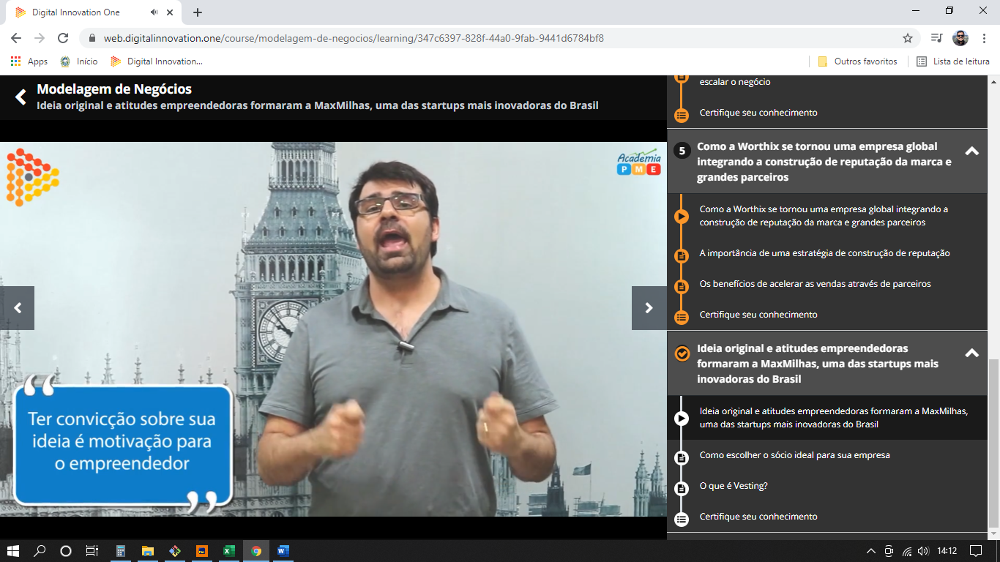 Digital Innovation One
web.digitalinnovation.one/course/modelagem-de-negocios/learning/347c6397-828f-44a0-9fab-9441d6784bf8
Apps
Início
Digital Innovation...
Outros favoritos
Lista de leitura
Modelagem de Negócios
Ideia original e atitudes empreendedoras formaram a MaxMilhas, uma das startups mais inovadoras do Brasil
Academia
P M E
“
Ter convicção sobre sua
ideia é motivação para
o empreendedor
”
escalar o negócio
Certifique seu conhecimento
5
Como a Worthix se tornou uma empresa global
integrando a construção de reputação da marca e
grandes parceiros
Como a Worthix se tornou uma empresa global integrando a
construção de reputação da marca e grandes parceiros
A importância de uma estratégia de construção de reputação
Os benefícios de acelerar as vendas através de parceiros
Certifique seu conhecimento
Ideia original e atitudes empreendedoras
formaram a MaxMilhas, uma das startups mais
inovadoras do Brasil
Ideia original e atitudes empreendedoras formaram a MaxMilhas,
uma das startups mais inovadoras do Brasil
Como escolher o sócio ideal para sua empresa
O que é Vesting?
Certifique seu conhecimento
14:12